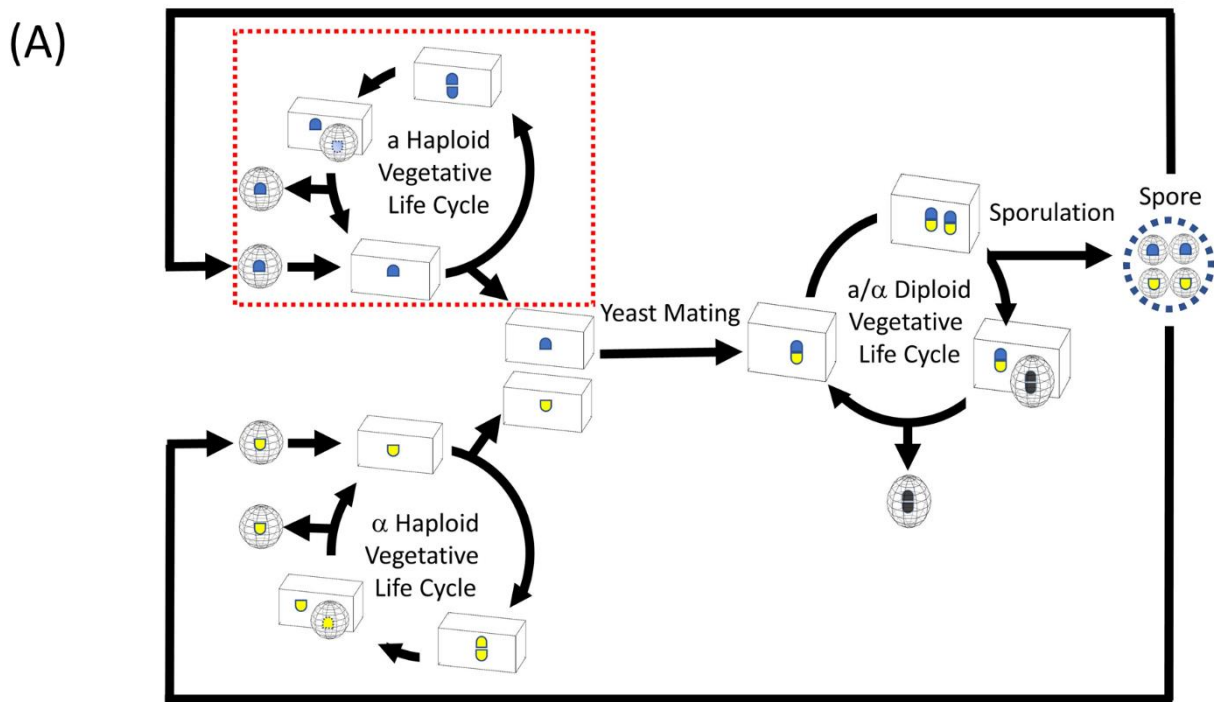 (A)
a Haploid
Vegetative
Life Cycle
Yeast Mating
a/α Diploid
Vegetative
Life Cycle
Sporulation
Spore
α Haploid
Vegetative
Life Cycle